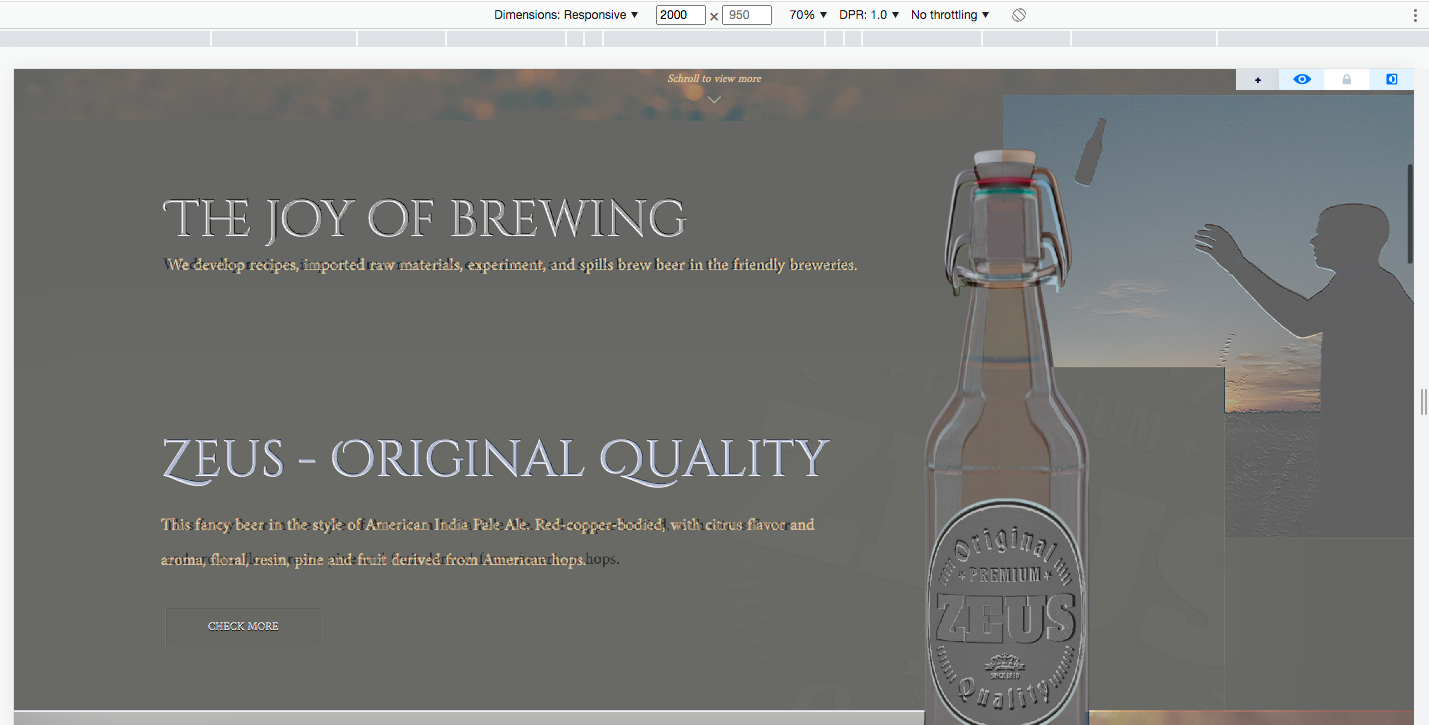 Dimensions: Responsive 2000 × 950 70% DPR: 1.0 No throttling
Schroll to view more
+
THE JOY OF BREWING
We develop recipes, imported raw materials, experiment, and spills brew beer in the friendly breweries.
ZEUS - ORIGINAL QUALITY
This fancy beer in the style of American India Pale Ale. Red-copper-bodied, with citrus flavor and
aroma, floral, resin, pine and fruit derived from American hops.
hops.
CHECK MORE
Original
PREMIUM
ZEUS
SINCE 1810
Quality